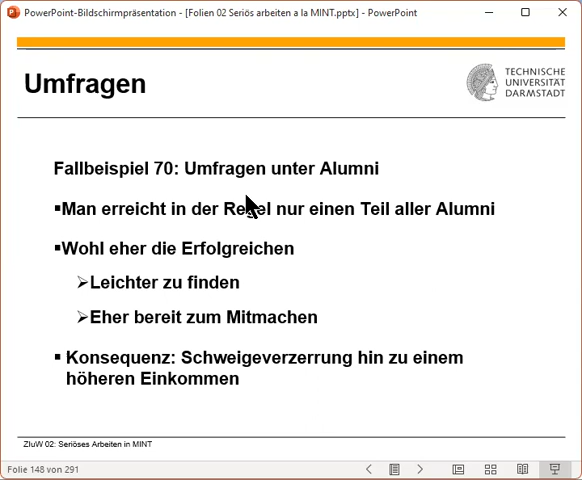 PowerPoint-Bildschirmpräsentation - [Folien 02 Seriös arbeiten a la MINT.pptx] - PowerPoint
Umfragen
TECHNISCHE
UNIVERSITÄT
DARMSTADT
Fallbeispiel 70: Umfragen unter Alumni
▪Man erreicht in der Regel nur einen Teil aller Alumni
▪Wohl eher die Erfolgreichen
➢Leichter zu finden
➢Eher bereit zum Mitmachen
▪ Konsequenz: Schweigeverzerrung hin zu einem
höheren Einkommen
ZIuW 02: Seriöses Arbeiten in MINT
Folie 148 von 291